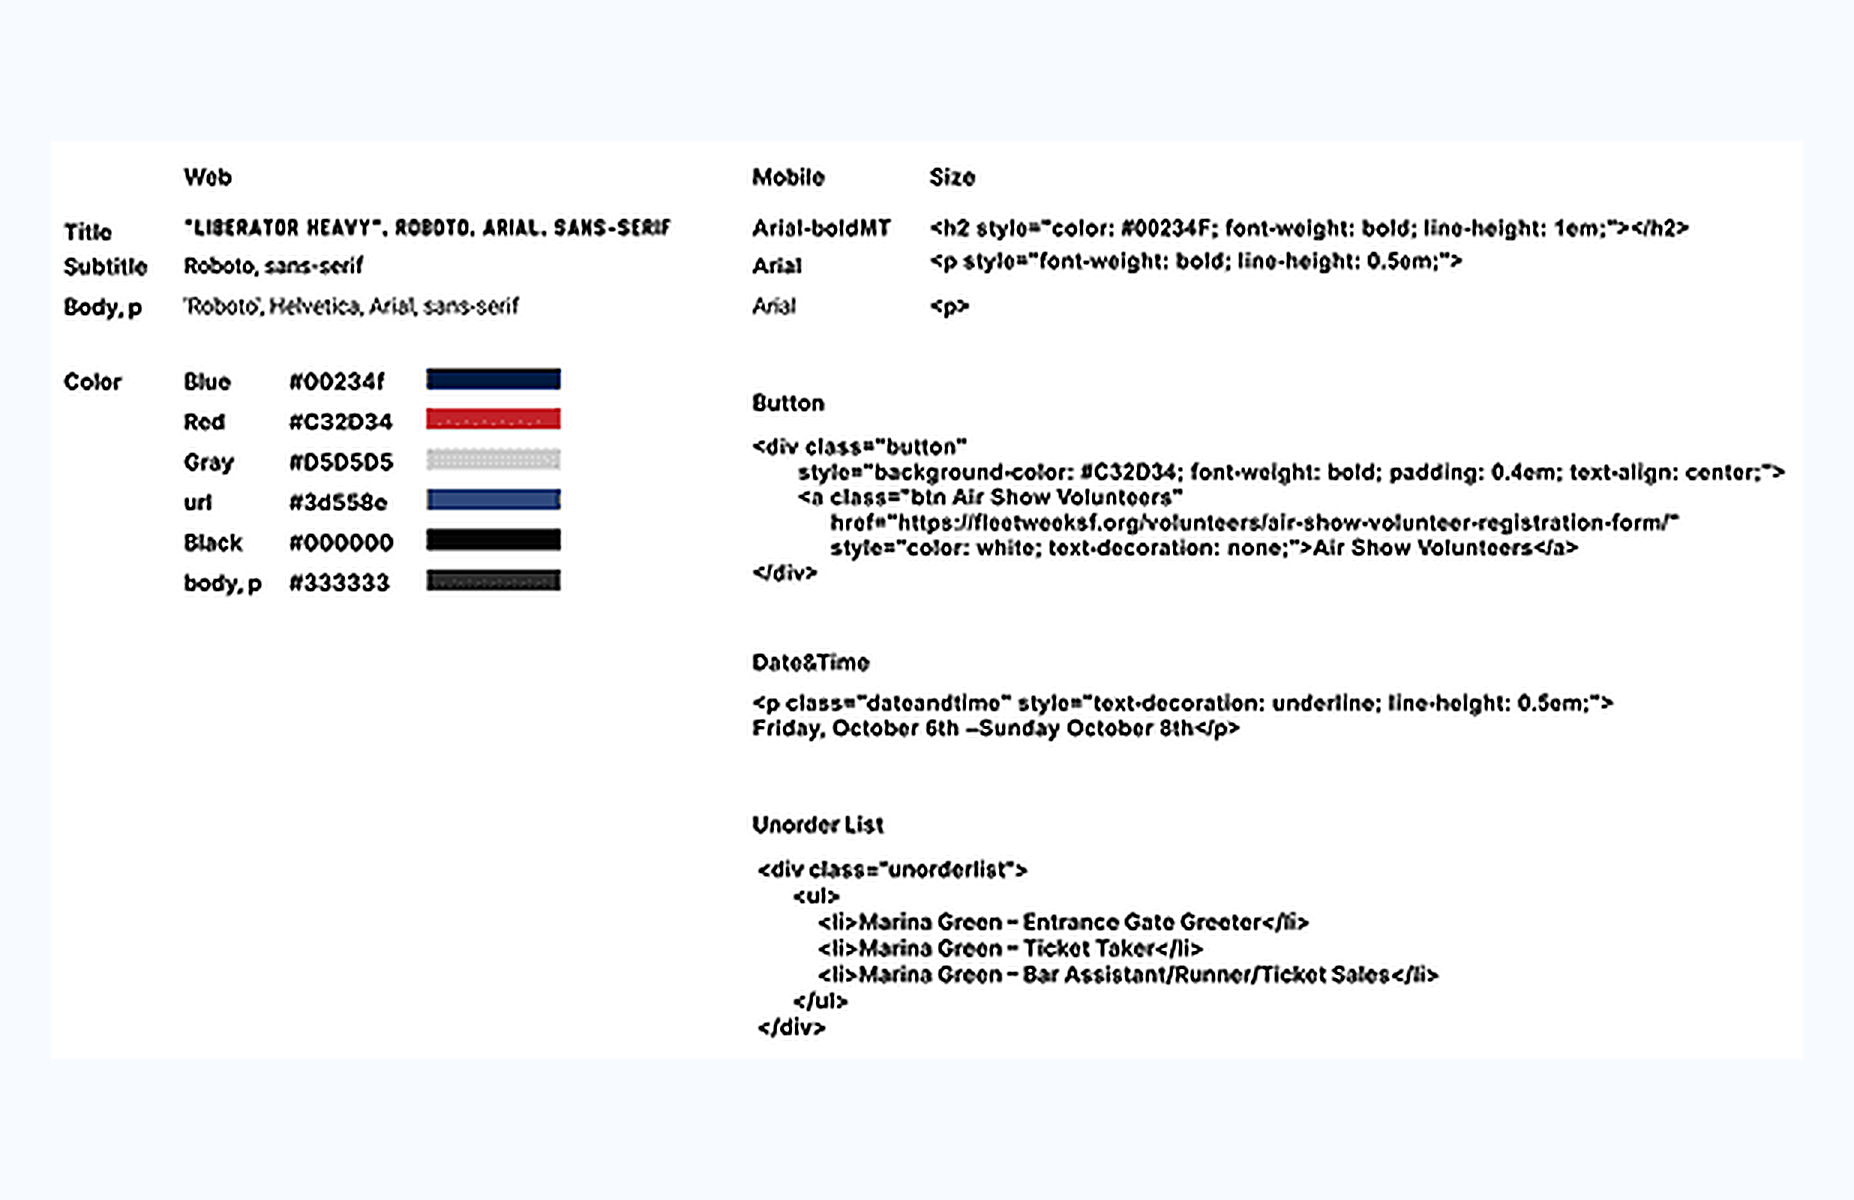 Web Mobile Size
Title "LIBERATOR HEAVY", ROBOTO, ARIAL, SANS-SERIF Arial-boldMT <h2 style="color: #00234F; font-weight: bold; line-height: 1em;"></h2>
Subtitle Roboto, sans-serif Arial <p style="font-weight: bold; line-height: 0.5em;">
Body, p 'Roboto', Helvetica, Arial, sans-serif Arial <p>
Color Blue #00234f
Red #C32D34
Gray #D5D5D5
url #3d558e
Black #000000
body, p #333333
Button
<div class="button"
style="background-color: #C32D34; font-weight: bold; padding: 0.4em; text-align: center;">
<a class="btn Air Show Volunteers"
href="https://fleetweeksf.org/volunteers/air-show-volunteer-registration-form/"
style="color: white; text-decoration: none;">Air Show Volunteers</a>
</div>
Date&Time
<p class="dateandtime" style="text-decoration: underline; line-height: 0.5em;">
Friday, October 6th –Sunday October 8th</p>
Unorder List
<div class="unorderlist">
<ul>
<li>Marina Green – Entrance Gate Greeter</li>
<li>Marina Green – Ticket Taker</li>
<li>Marina Green – Bar Assistant/Runner/Ticket Sales</li>
</ul>
</div>